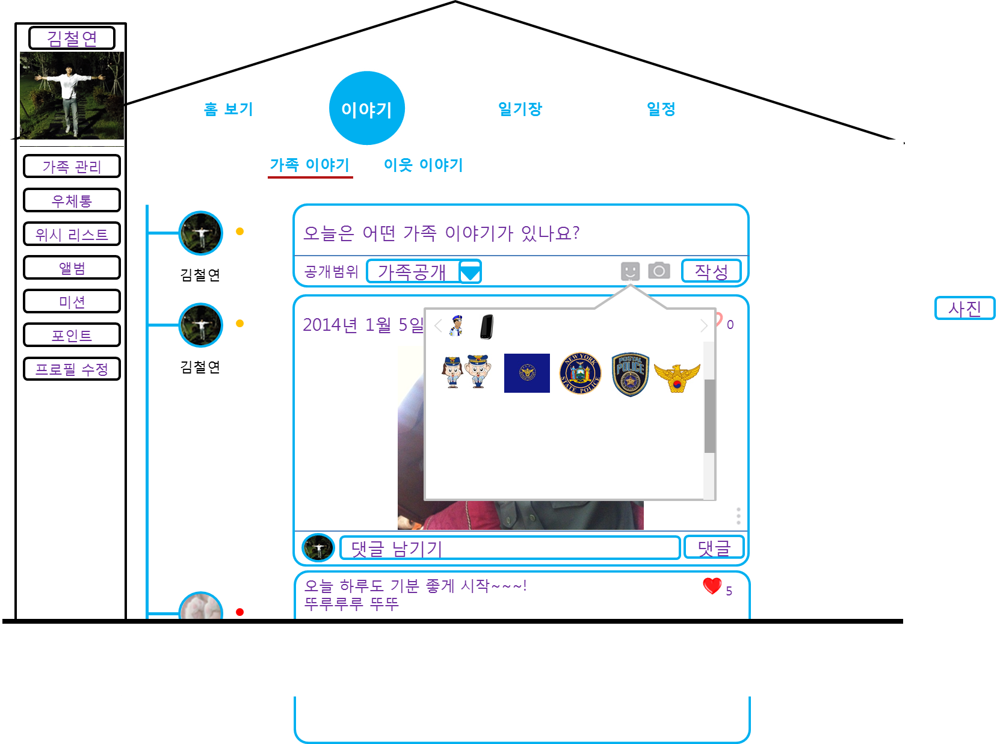 김철연
홈 보기
이야기
일기장
일정
가족 이야기
이웃 이야기
가족 관리
우체통
위시 리스트
앨범
미션
포인트
프로필 수정
오늘은 어떤 가족 이야기가 있나요?
공개범위
가족공개
작성
김철연
사진
2014년 1월 5일
0
김철연
NEW YORK
STATE POLICE
POSTAL
POLICE
댓글 남기기
댓글
오늘 하루도 기분 좋게 시작~~~!
5
뚜루루루 뚜뚜